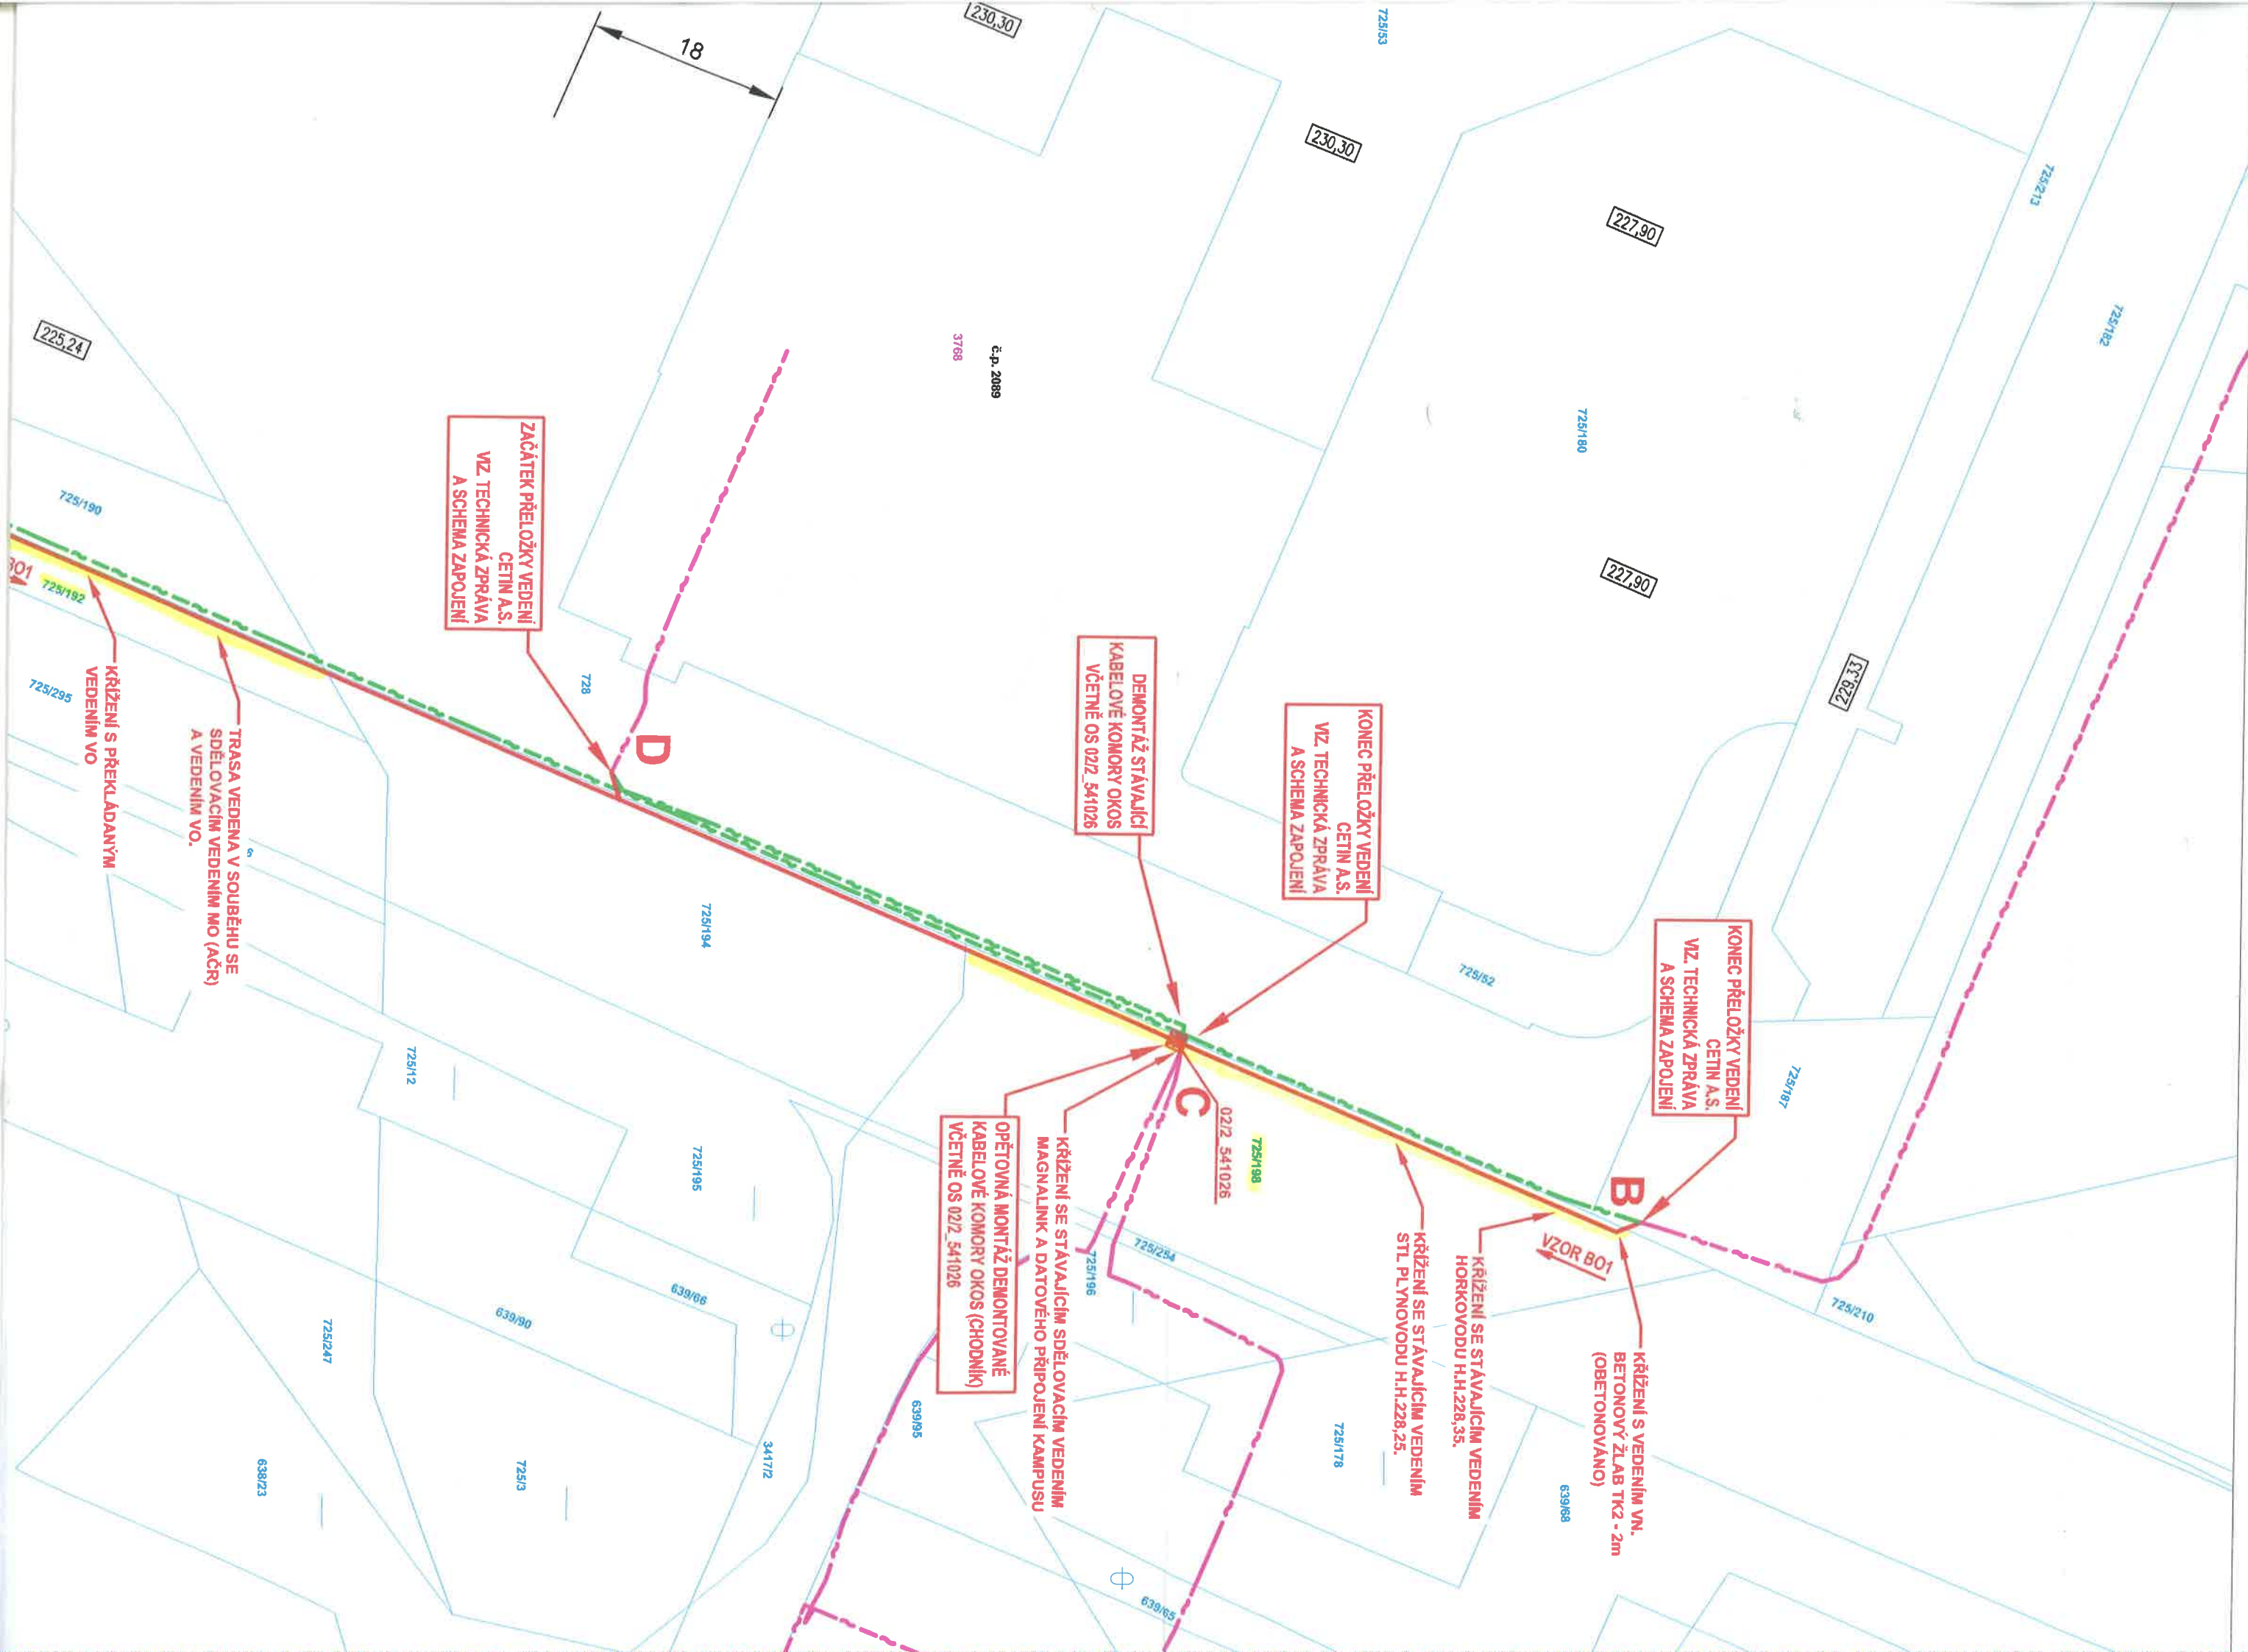 725/53
230,30
18
230,30
725/213
227,90
725/182
č.p. 2089
3768
725/180
225,24
227,90
229,33
725/190
ZAČÁTEK PŘELOŽKY VEDENÍ
CETIN A.S.
VIZ. TECHNICKÁ ZPRÁVA
A SCHEMA ZAPOJENÍ
728
D
DEMONTÁŽ STÁVAJÍCÍ
KABELOVÉ KOMORY OKOS
VČETNĚ OS 02/2_541026
KONEC PŘELOŽKY VEDENÍ
CETIN A.S.
VIZ. TECHNICKÁ ZPRÁVA
A SCHEMA ZAPOJENÍ
KONEC PŘELOŽKY VEDENÍ
CETIN A.S.
VIZ. TECHNICKÁ ZPRÁVA
A SCHEMA ZAPOJENÍ
725/52
725/187
B
VZOR BO1
725/210
BO1
725/192
725/295
KŘÍŽENÍ S PŘEKLÁDANÝM
VEDENÍM VO
TRASA VEDENA V SOUBĚHU SE
SDĚLOVACÍM VEDENÍM MO (AČR)
A VEDENÍM VO.
6
725/194
C
02/2_541026
725/198
725/12
725/195
725/196
725/254
KŘÍŽENÍ S VEDENÍM VN.
BETONOVÝ ŽLAB TK2 - 2m
(OBETONOVÁNO)
KŘÍŽENÍ SE STÁVAJÍCÍM VEDENÍM
HORKOVODU H.H.228,35.
KŘÍŽENÍ SE STÁVAJÍCÍM VEDENÍM
STL PLYNOVODU H.H.228,25.
KŘÍŽENÍ SE STÁVAJÍCÍM SDĚLOVACÍM VEDENÍM
MAGNALINK A DATOVÉHO PŘIPOJENÍ KAMPUSU
OPĚTOVNÁ MONTÁŽ DEMONTOVANÉ
KABELOVÉ KOMORY OKOS (CHODNÍK)
VČETNĚ OS 02/2_541026
639/66
639/90
725/247
639/95
725/178
3417/2
725/3
638/23
639/68
639/65